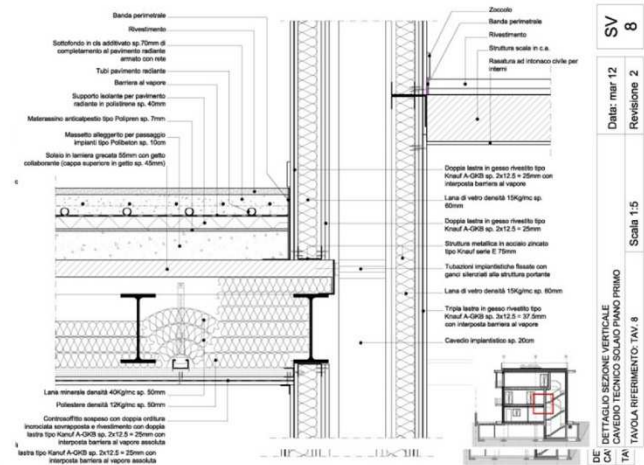 Banda perimetrale
Rivestimento
Sottofondo in cls additivato sp.70mm di
completamento al pavimento radiante
armato con rete
Tubi pavimento radiante
Barriera al vapore
Supporto isolante per pavimento
radiante in polistirene sp. 40mm
Materassino anticalpestio tipo Polipren sp. 7mm
Massetto alleggerito per passaggio
impianti tipo Polibeton sp. 10cm
Solaio in lamiera grecata 55mm con getto
collaborante (cappa superiore in getto sp. 45mm)
Lana minerale densità 40Kg/mc sp. 50mm
Poliestere densità 12Kg/mc sp. 50mm
Controsoffitto sospeso con doppia orditura
incrociata sovrapposta e rivestimento con doppia
lastra tipo Kanuf A-GKB sp. 2x12.5 = 25mm con
interposta barriera al vapore assoluta
lastra tipo Kanuf A-GKB sp. 2x12.5 = 25mm con
interposta barriera al vapore assoluta
Zoccolo
Banda perimetrale
Rivestimento
Struttura scala in c.a.
Rasatura ad intonaco civile per
interni
Doppia lastra in gesso rivestito tipo
Knauf A-GKB sp. 2x12.5 = 25mm con
interposta barriera al vapore
Lana di vetro densità 15Kg/mc sp.
60mm
Doppia lastra in gesso rivestito tipo
Knauf A-GKB sp. 2x12.5 = 25mm
Struttura metallica in acciaio zincato
tipo Knauf serie E 75mm
Tubazioni impiantistiche fissate con
ganci silenziati alla struttura portante
Lana di vetro densità 15Kg/mc sp. 60mm
Tripla lastra in gesso rivestito tipo
Knauf A-GKB sp. 3x12.5 = 37.5mm
con interposta barriera al vapore
Cavedio impiantistico sp. 20cm
SV
8
Data: mar 12
Revisione 2
DETTAGLIO SEZIONE VERTICALE
CAVEDIO TECNICO SOLAIO PIANO PRIMO
TAVOLA RIFERIMENTO: TAV. 8
Scala 1:5
DE
CA
TA